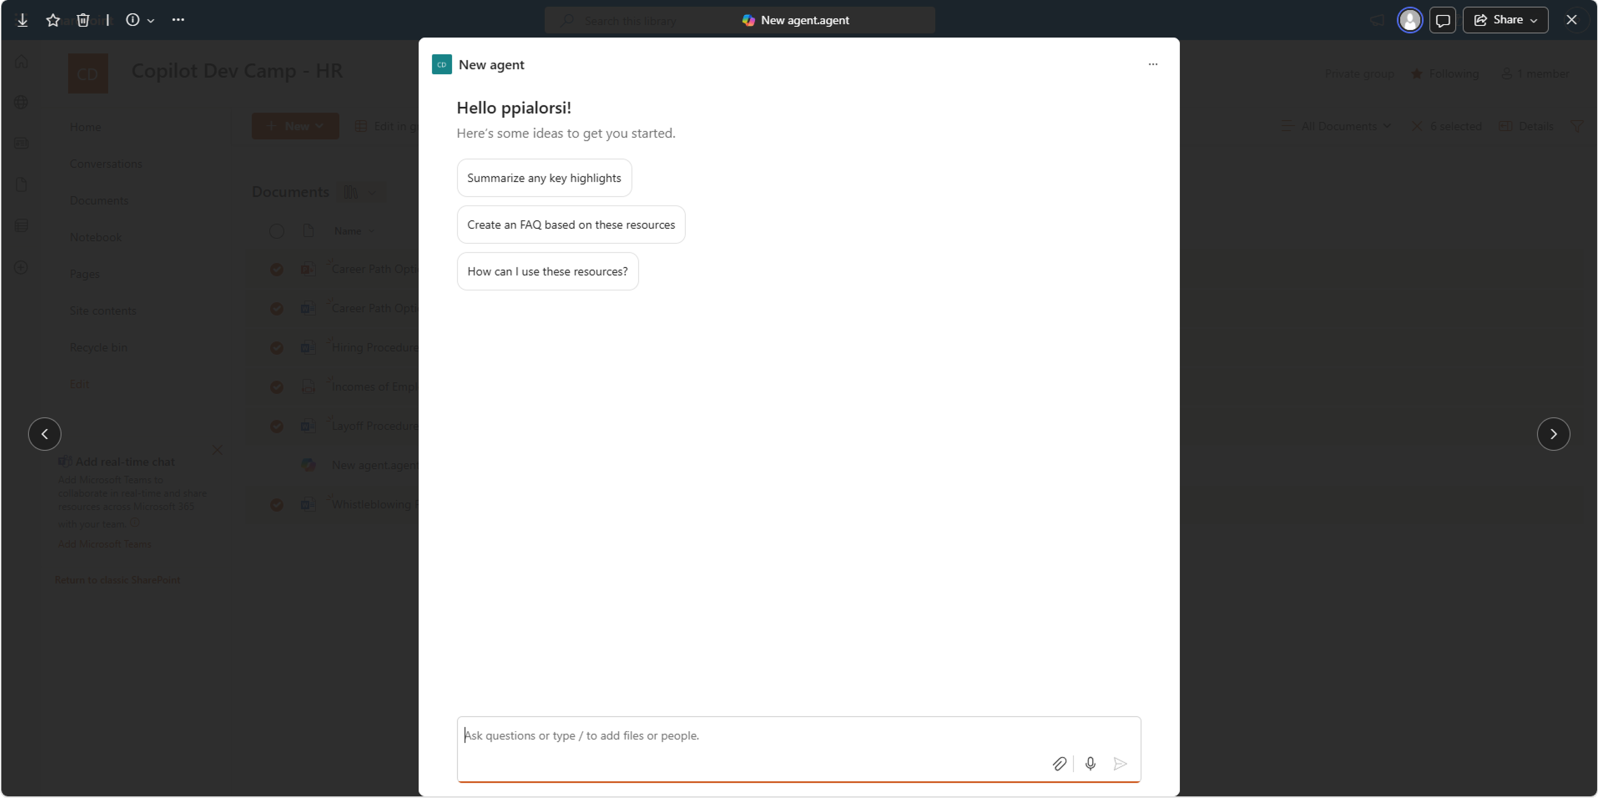 Search this library
New agent.agent
Share
CD
Copilot Dev Camp - HR
Private group
Following
1 member
CD
New agent
Hello ppialorsi!
Here's some ideas to get you started.
Summarize any key highlights
Create an FAQ based on these resources
How can I use these resources?
Home
Conversations
Documents
Notebook
Pages
Site contents
Recycle bin
Edit
New
Edit in g
All Documents
6 selected
Details
Documents
Name
Career Path Opti
Career Path Opti
Hiring Procedure
Incomes of Empl
Layoff Procedure
New agent.agent
Whistleblowing
Add real-time chat
Add Microsoft Teams to
collaborate in real-time and share
resources across Microsoft 365
with your team.
Add Microsoft Teams
Return to classic SharePoint
Ask questions or type / to add files or people.